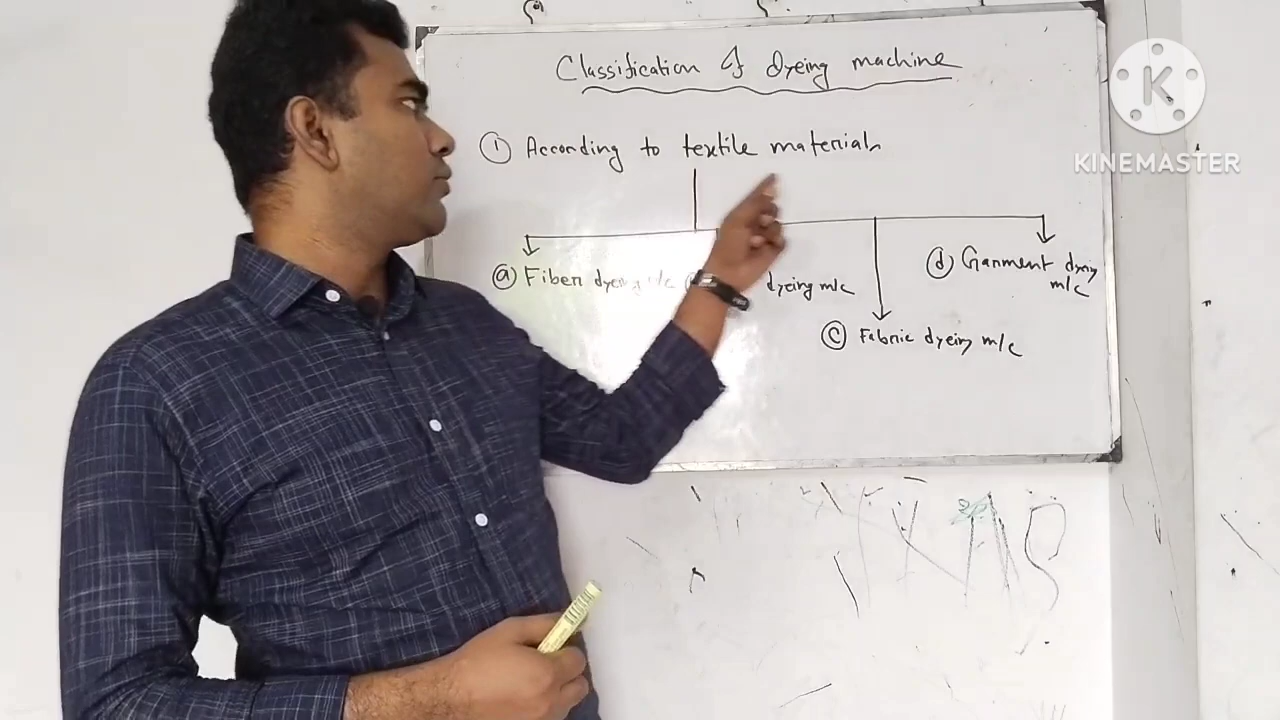 Classification of dyeing machine
① According to textile materials
ⓐ Fiber dyeing m/c
dyeing m/c
ⓒ Fabric dyeing m/c
ⓓ Garment dyeing
m/c
K
KINEMASTER